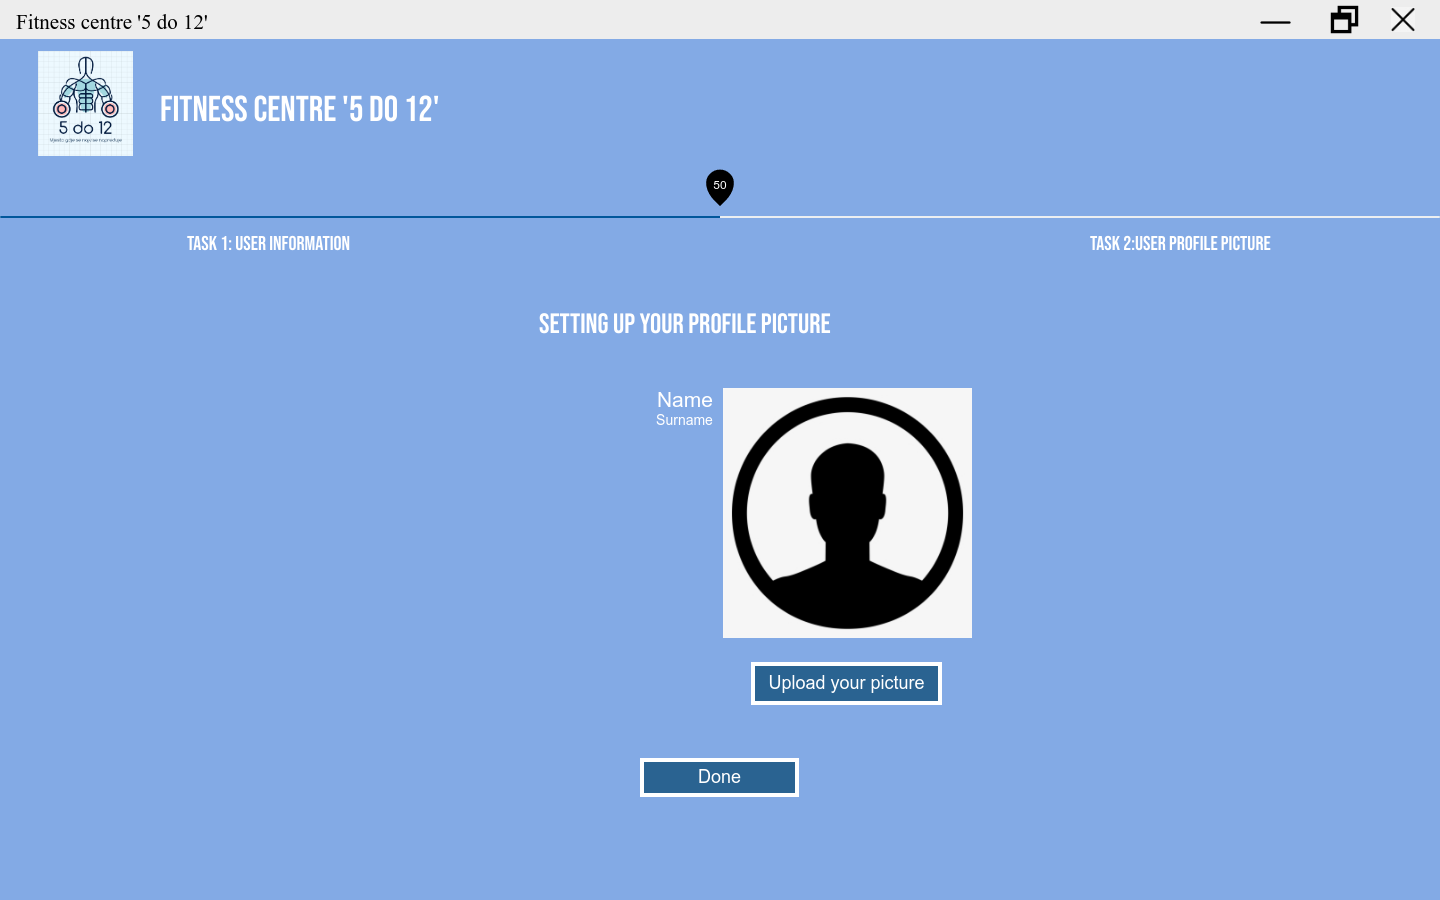 Fitness centre '5 do 12'
5 do 12
FITNESS CENTRE '5 DO 12'
50
TASK 1: USER INFORMATION
TASK 2:USER PROFILE PICTURE
SETTING UP YOUR PROFILE PICTURE
Name
Surname
Upload your picture
Done